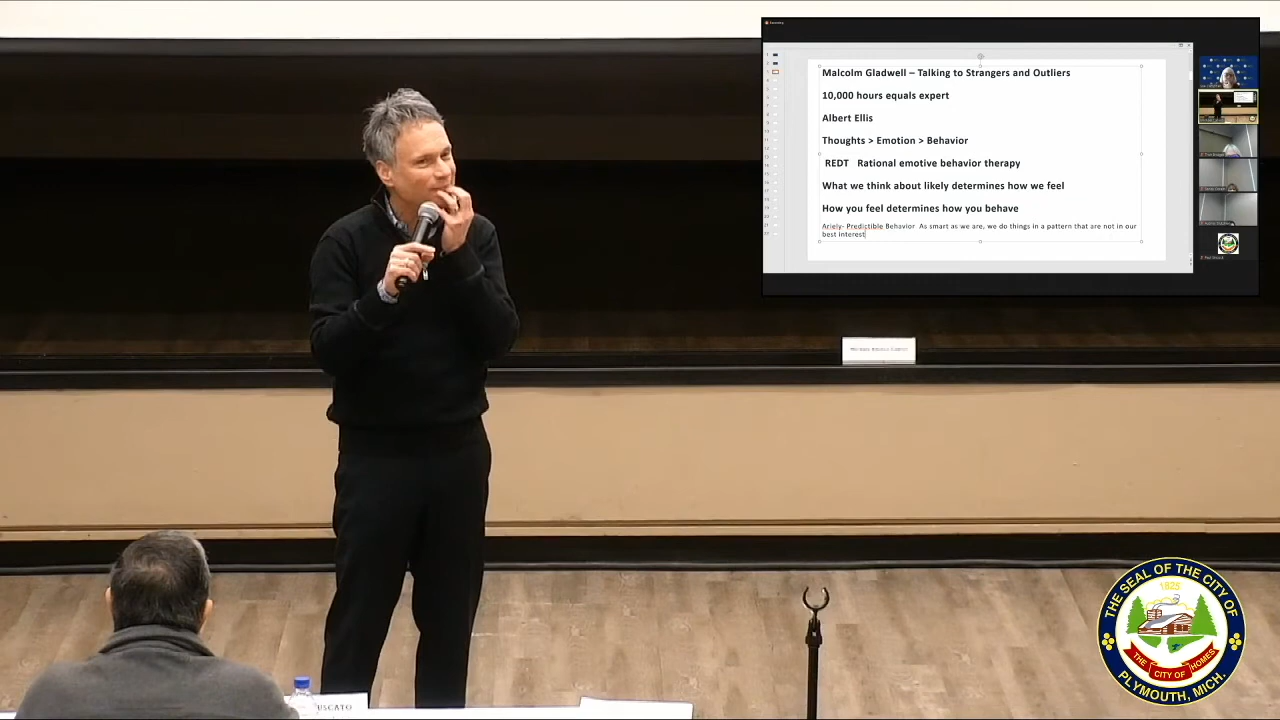 Malcolm Gladwell – Talking to Strangers and Outliers
10,000 hours equals expert
Albert Ellis
Thoughts > Emotion > Behavior
REDT Rational emotive behavior therapy
What we think about likely determines how we feel
How you feel determines how you behave
Ariely- Predictible Behavior As smart as we are, we do things in a pattern that are not in our
best interest
USCATO
THE SEAL OF THE CITY OF
1825
THE
CITY OF
HOMES
PLYMOUTH, MICH.